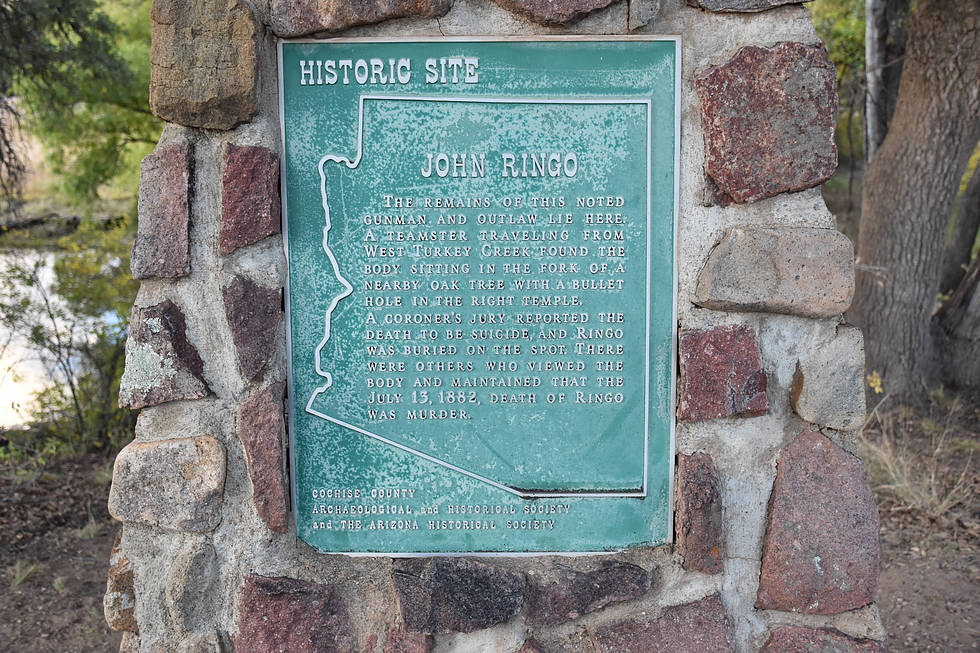 HISTORIC SITE
JOHN RINGO
THE REMAINS OF THIS NOTED
GUNMAN AND OUTLAW LIE HERE.
A TEAMSTER TRAVELING FROM
WEST TURKEY CREEK FOUND THE
BODY SITTING IN THE FORK OF A
NEARBY OAK TREE WITH A BULLET
HOLE IN THE RIGHT TEMPLE.
A CORONER'S JURY REPORTED THE
DEATH TO BE SUICIDE, AND RINGO
WAS BURIED ON THE SPOT. THERE
WERE OTHERS WHO VIEWED THE
BODY AND MAINTAINED THAT THE
JULY 13, 1882, DEATH OF RINGO
WAS MURDER.
COCHISE COUNTY
ARCHAEOLOGICAL and HISTORICAL SOCIETY
and THE ARIZONA HISTORICAL SOCIETY